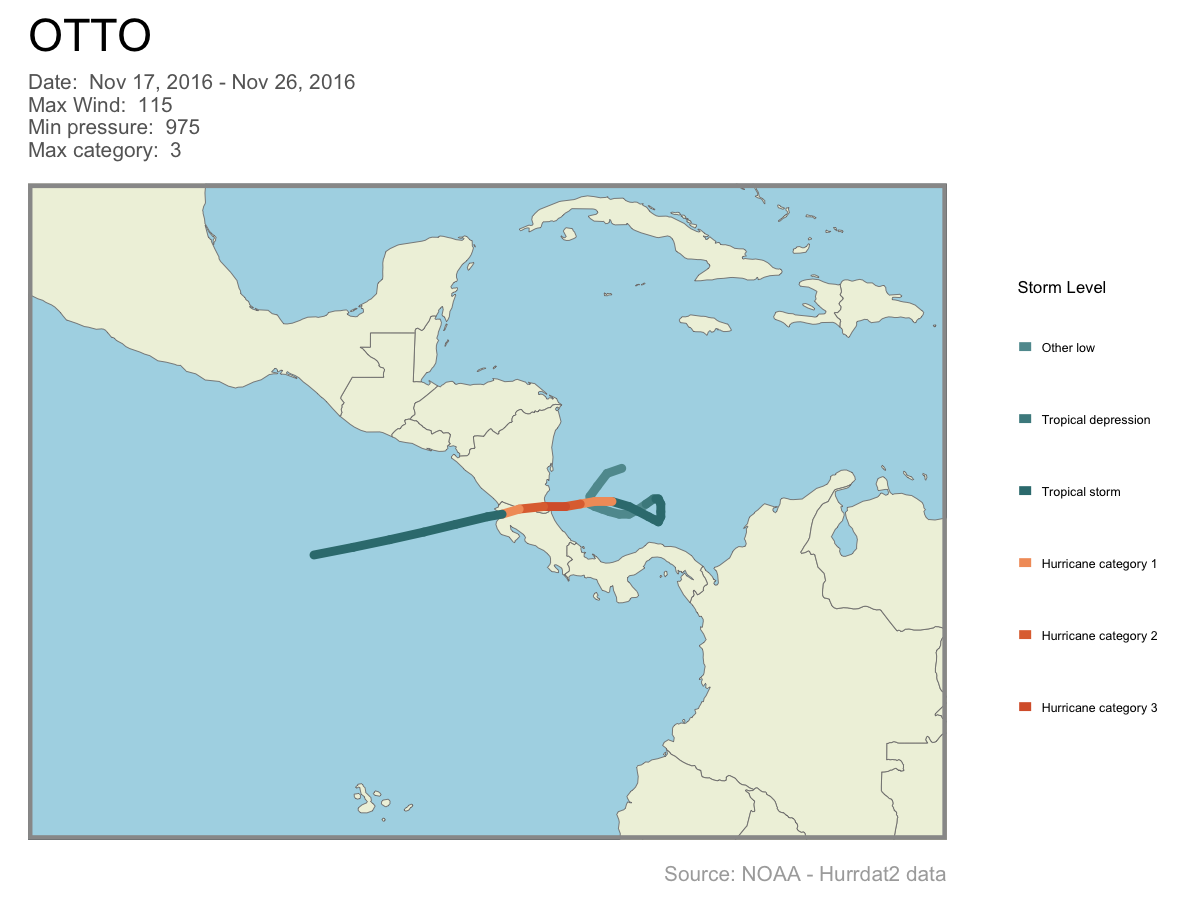 OTTO
Date:  Nov 17, 2016 - Nov 26, 2016
Max Wind:  115
Min pressure:  975
Max category:  3
Storm Level
Other low
Tropical depression
Tropical storm
Hurricane category 1
Hurricane category 2
Hurricane category 3
Source: NOAA - Hurrdat2 data